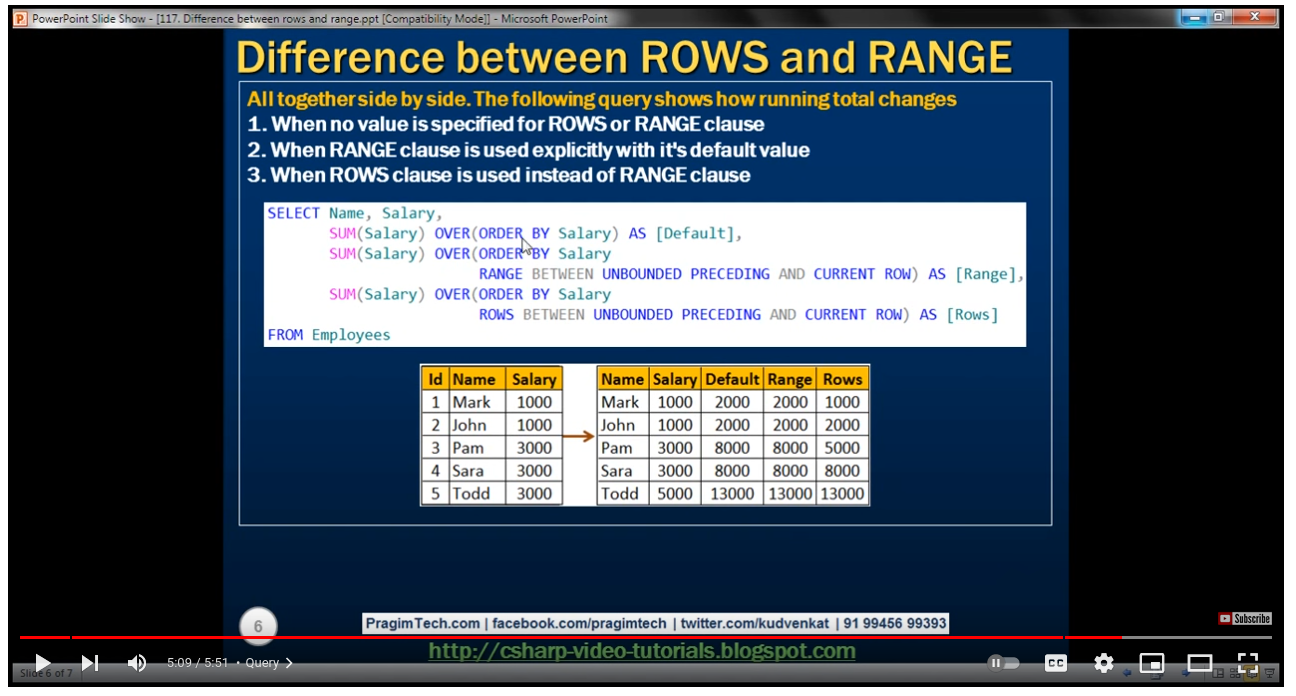 PowerPoint Slide Show - [117. Difference between rows and range.ppt [Compatibility Mode]] - Microsoft PowerPoint
Difference between ROWS and RANGE
All together side by side. The following query shows how running total changes
1. When no value is specified for ROWS or RANGE clause
2. When RANGE clause is used explicitly with it's default value
3. When ROWS clause is used instead of RANGE clause
SELECT Name, Salary,
SUM(Salary) OVER(ORDER BY Salary) AS [Default],
SUM(Salary) OVER(ORDER BY Salary
RANGE BETWEEN UNBOUNDED PRECEDING AND CURRENT ROW) AS [Range],
SUM(Salary) OVER(ORDER BY Salary
ROWS BETWEEN UNBOUNDED PRECEDING AND CURRENT ROW) AS [Rows]
FROM Employees
Id Name Salary
1 Mark 1000
2 John 1000
3 Pam 3000
4 Sara 3000
5 Todd 3000
Name Salary Default Range Rows
Mark 1000 2000 2000 1000
John 1000 2000 2000 2000
Pam 3000 8000 8000 5000
Sara 3000 8000 8000 8000
Todd 5000 13000 13000 13000
6
PragimTech.com | facebook.com/pragimtech | twitter.com/kudvenkat | 91 99456 99393
Subscribe
http://csharp-video-tutorials.blogspot.com
5:09 / 5:51 • Query >
CC
Slide 6 of 7